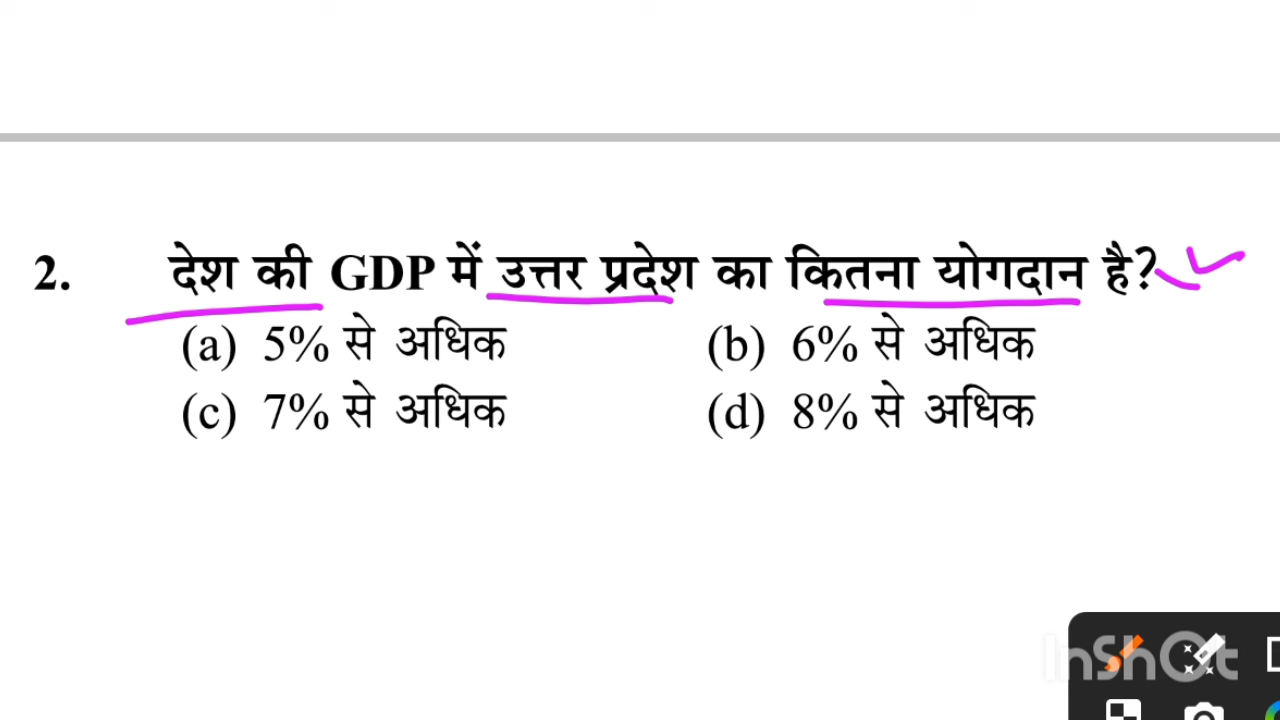 2. देश की GDP में उत्तर प्रदेश का कितना योगदान है?
(a) 5% से अधिक (b) 6% से अधिक
(c) 7% से अधिक (d) 8% से अधिक
InShOt